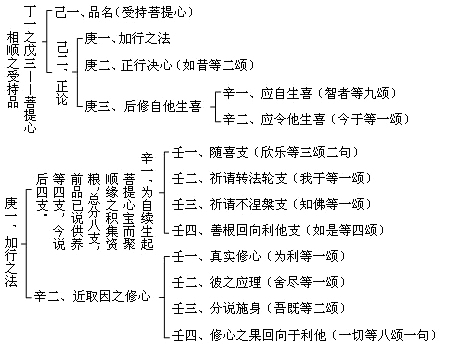 丁一之戊三——菩提心
相顺之受持品
己一、品名(受持菩提心)
己二、正论
庚一、加行之法
庚二、正行决心(如昔等二颂)
庚三、后修自他生喜
辛一、应自生喜(智者等九颂)
辛二、应令他生喜(今于等一颂)
庚一、加行之法
辛一、为自续生起
菩提心宝而聚
顺缘之积集资
根,总分八支,
前品已说供养
等四支,今说
后四支。
壬一、随喜支(欣乐等三颂二句)
壬二、祈请转法轮支(我于等一颂)
壬三、祈请不涅槃支(知佛等一颂)
壬四、善根回向利他支(如是等四颂)
辛二、近取因之修心
壬一、真实修心(为利等一颂)
壬二、彼之应理(舍尽等一颂)
壬三、分说施身(吾既等二颂)
壬四、修心之果回向于利他(一切等八颂一句)